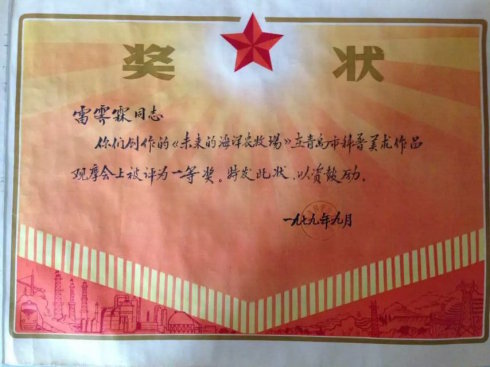 奖状
雷雾霖同志
你们创作的《未来的海洋农牧场》在青岛市科普美术作品
观摩会上被评为一等奖。特发此状，以资鼓励。
一九七九年九月